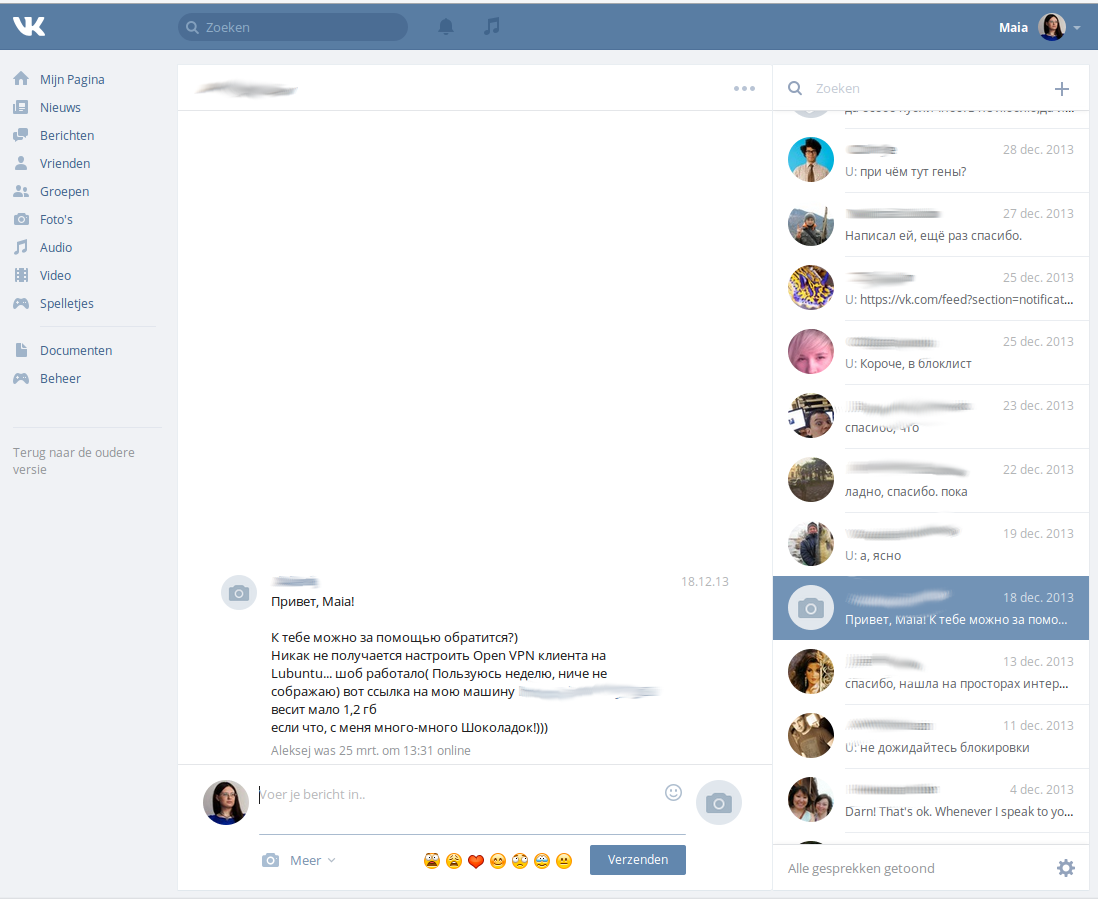 Zoeken
Maia
Mijn Pagina
Nieuws
Berichten
Vrienden
Groepen
Foto's
Audio
Video
Spelletjes
Documenten
Beheer
Terug naar de oudere
versie
18.12.13
Привет, Maia!
К тебе можно за помощью обратится?)
Никак не получается настроить Open VPN клиента на
Lubuntu... шоб работало( Пользуюсь неделю, ниче не
сображаю) вот ссылка на мою машину
весит мало 1,2 гб
если что, с меня много-много Шоколадок!)))
Aleksej was 25 mrt. om 13:31 online
Voer je bericht in..
Meer
Verzenden
Zoeken
28 dec. 2013
U: при чём тут гены?
27 dec. 2013
Написал ей, ещё раз спасибо.
25 dec. 2013
U: https://vk.com/feed?section=notificat...
25 dec. 2013
U: Короче, в блоклист
23 dec. 2013
спасибо, что
22 dec. 2013
ладно, спасибо. пока
19 dec. 2013
U: а, ясно
18 dec. 2013
Привет, Maia! К тебе можно за помо...
13 dec. 2013
спасибо, нашла на просторах интер...
11 dec. 2013
U: не дожидайтесь блокировки
4 dec. 2013
Darn! That's ok. Whenever I speak to yo...
Alle gesprekken getoond